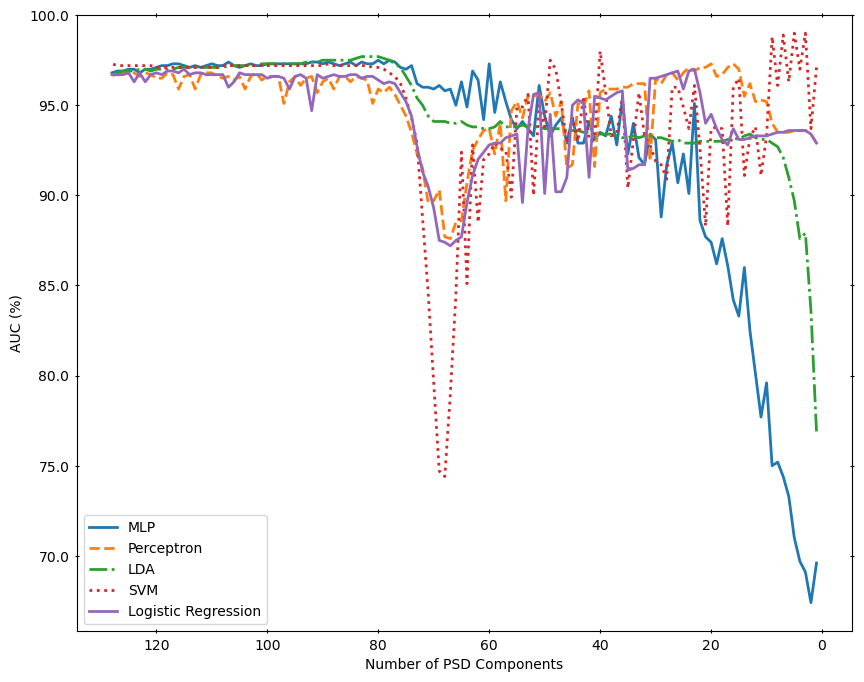 100.0
95.0
90.0
85.0
80.0
75.0
70.0
AUC (%)
MLP
Perceptron
LDA
SVM
Logistic Regression
120 100 80 60 40 20 0
Number of PSD Components